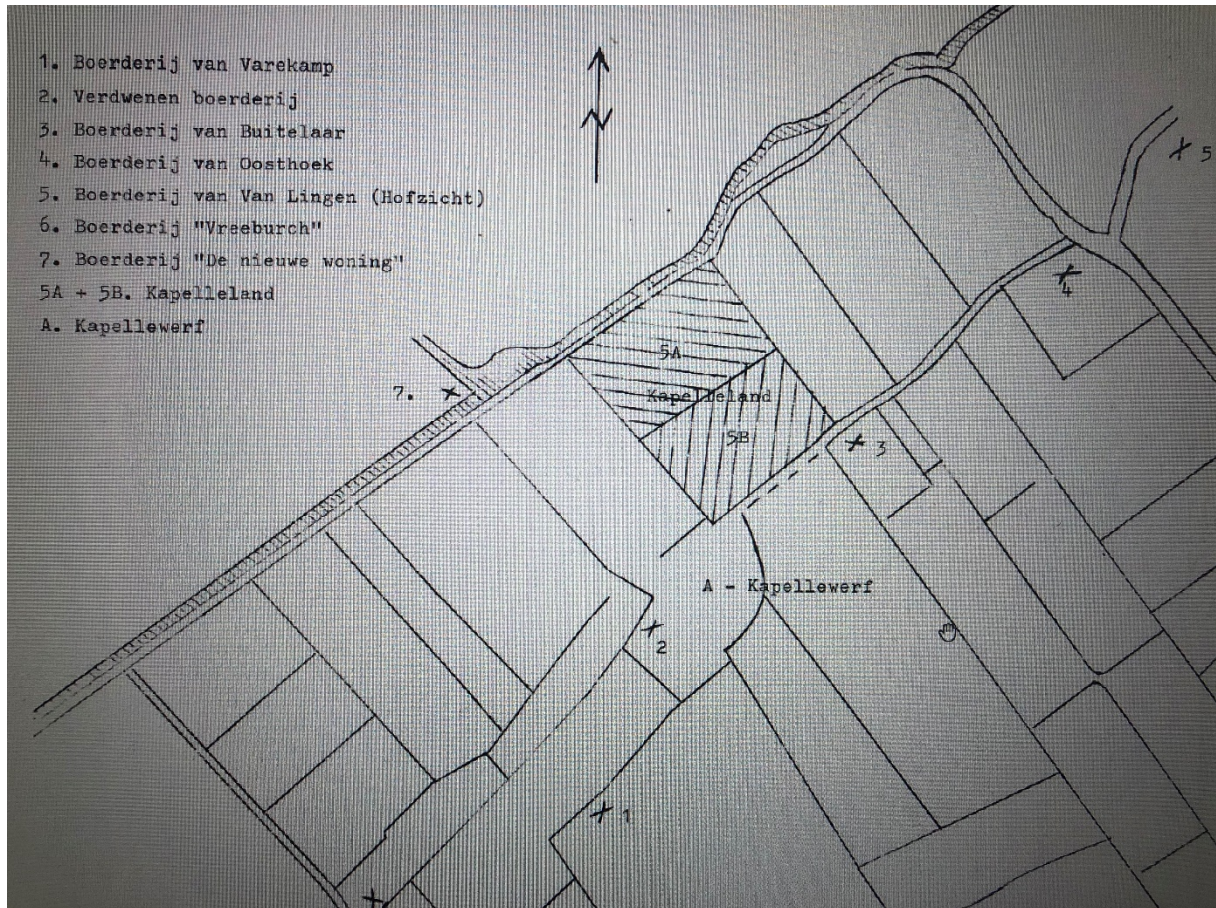 1. Boerderij van Varekamp
2. Verdwenen boerderij
3. Boerderij van Buitelaar
4. Boerderij van Oosthoek
5. Boerderij van Van Lingen (Hofzicht)
6. Boerderij "Vreeburch"
7. Boerderij "De nieuwe woning"
5A + 5B. Kapelleland
A. Kapellewerf
N
5
4
5A
7.
Kapelleland
5B
3
A - Kapellewerf
2
1